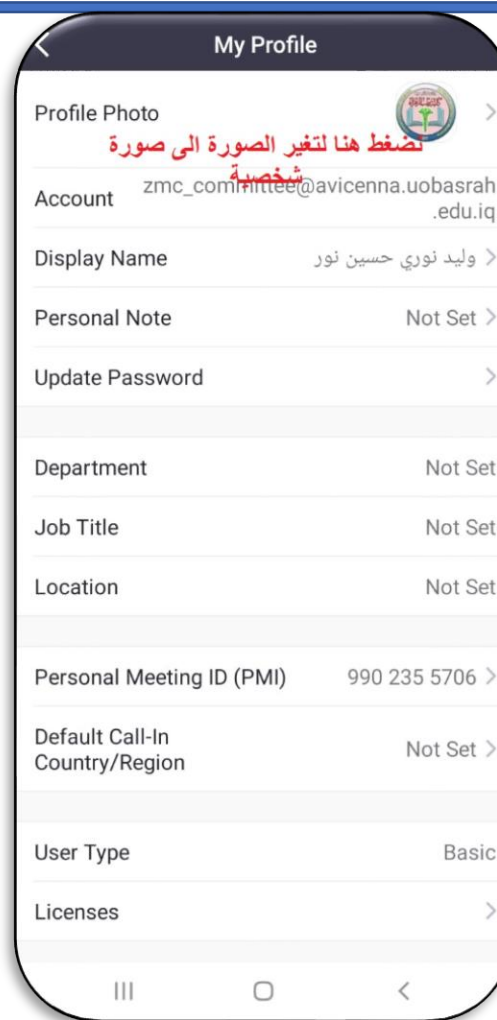 My Profile
Profile Photo
نضغط هنا لتغير الصورة الى صورة
شخصية
Account
zmc_committee@avicenna.uobasrah
.edu.iq
Display Name
وليد نوري حسين نور
Personal Note
Not Set
Update Password
Department
Not Set
Job Title
Not Set
Location
Not Set
Personal Meeting ID (PMI)
990 235 5706
Default Call-In
Country/Region
Not Set
User Type
Basic
Licenses